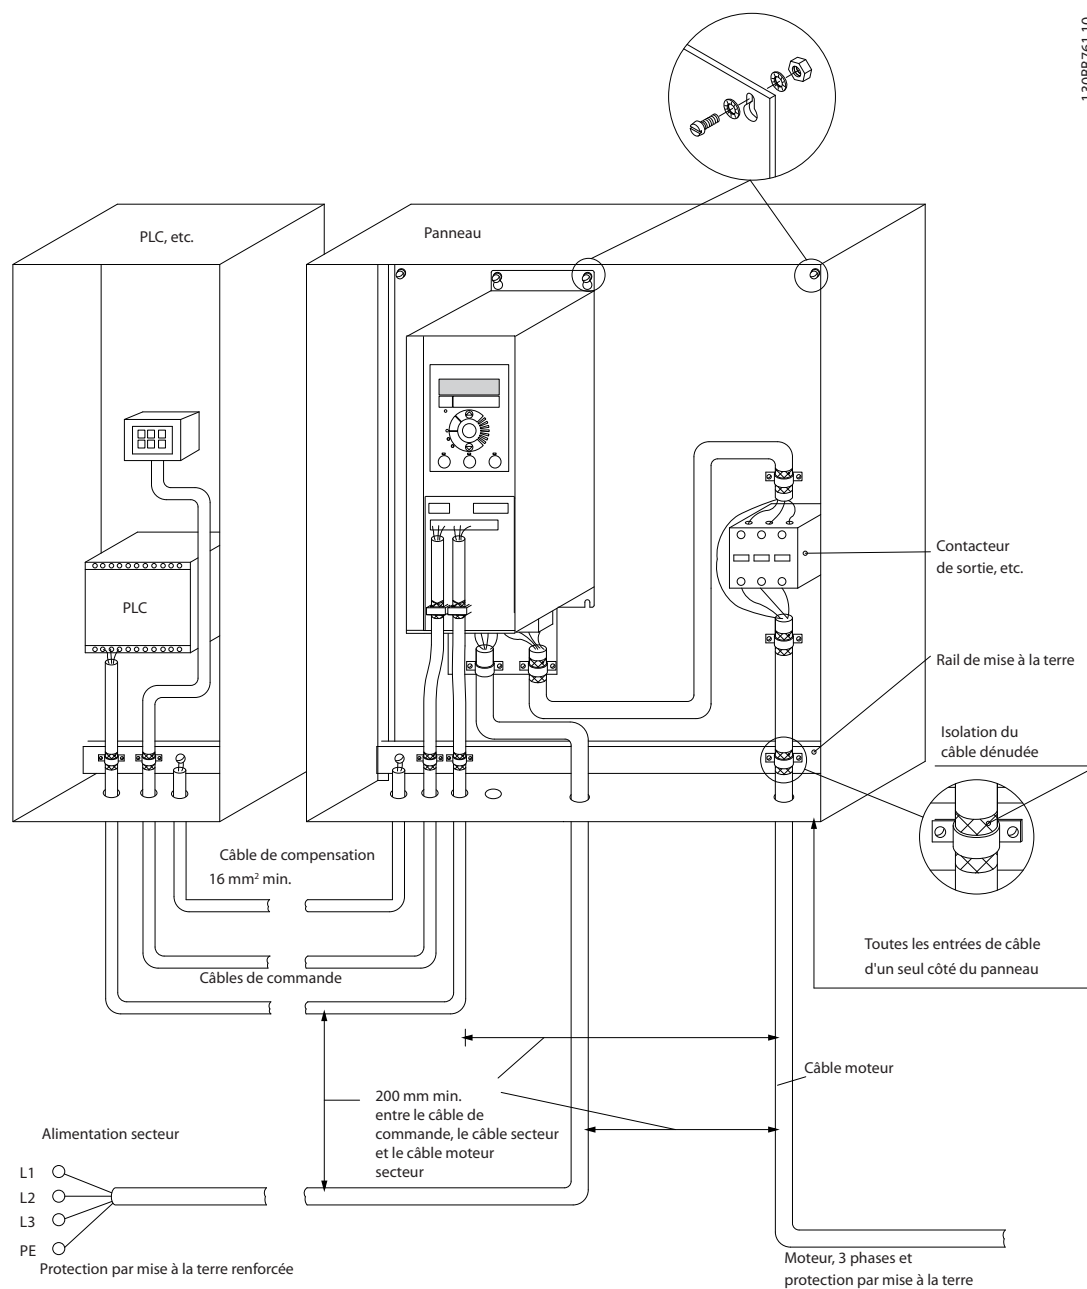 130BB761.10
PLC, etc.
Panneau
PLC
Contacteur
de sortie, etc.
Rail de mise à la terre
Isolation du
câble dénudée
Câble de compensation
16 mm² min.
Toutes les entrées de câble
d'un seul côté du panneau
Câbles de commande
Câble moteur
200 mm min.
entre le câble de
commande, le câble secteur
et le câble moteur
secteur
Alimentation secteur
L1
L2
L3
PE
Protection par mise à la terre renforcée
Moteur, 3 phases et
protection par mise à la terre